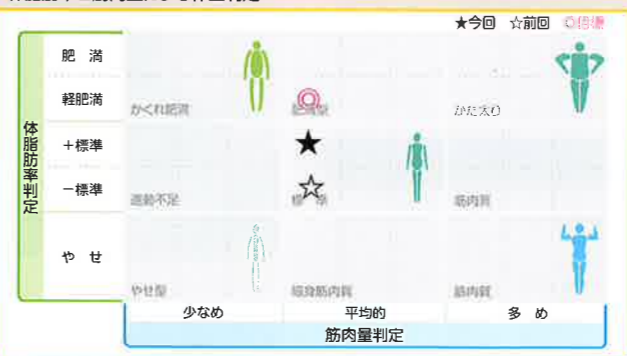 ★今回 ☆前回 ◎倍場
体脂肪率判定
肥 満
軽肥満
かくれ肥満
肥満型
かた太り
+標準
-標準
運動不足
標 準
筋肉質
やせ
やせ型
細身筋肉質
筋肉質
少なめ
平均的
多 め
筋肉量判定